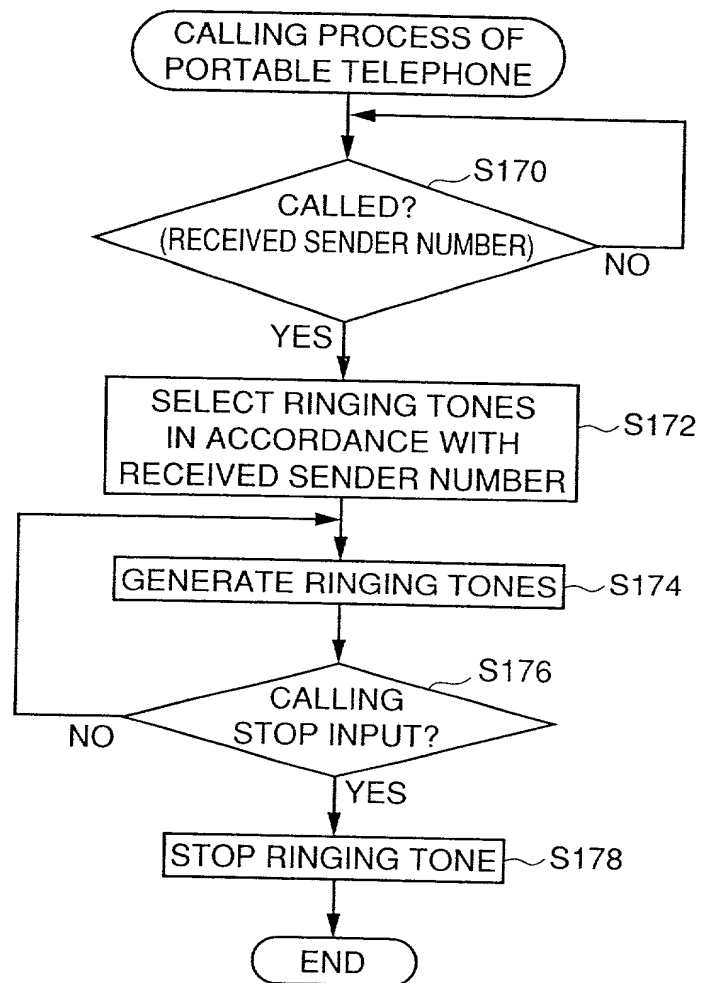 CALLING PROCESS OF
PORTABLE TELEPHONE
S170
CALLED?
(RECEIVED SENDER NUMBER)
NO
YES
SELECT RINGING TONES
IN ACCORDANCE WITH
RECEIVED SENDER NUMBER
S172
GENERATE RINGING TONES
S174
S176
CALLING
STOP INPUT?
NO
YES
STOP RINGING TONE
S178
END